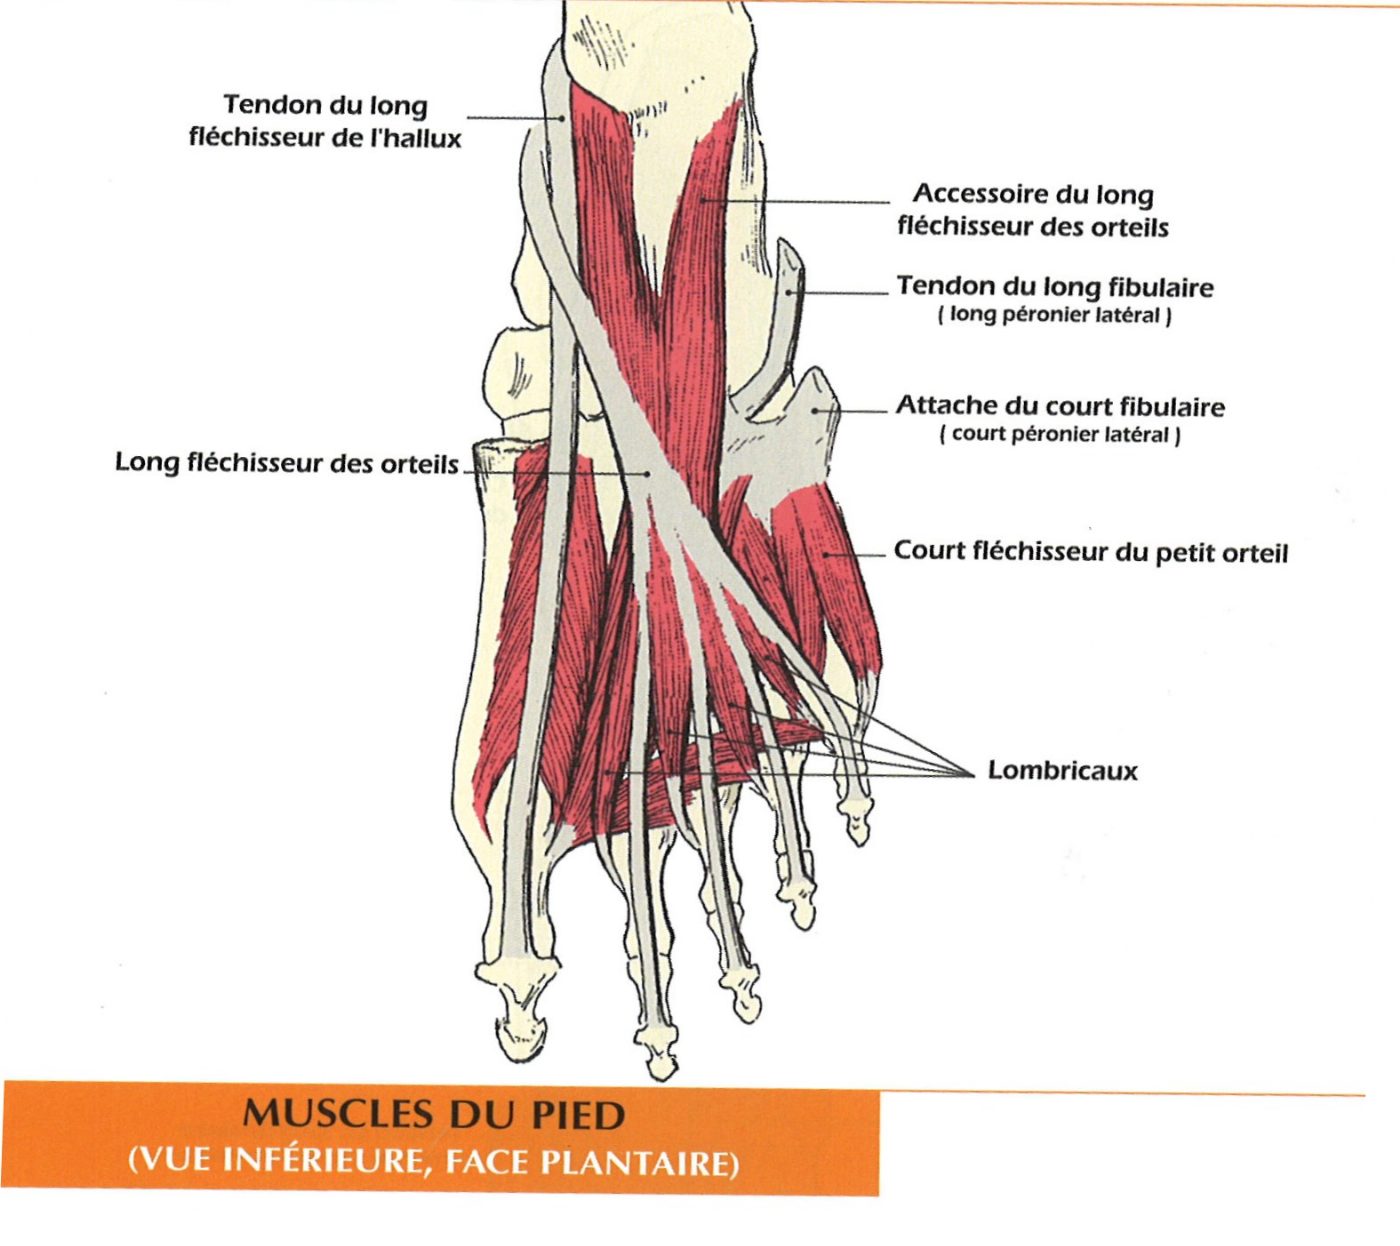 Tendon du long
fléchisseur de l'hallux
Accessoire du long
fléchisseur des orteils
Tendon du long fibulaire
( long péronier latéral )
Attache du court fibulaire
( court péronier latéral )
Long fléchisseur des orteils
Court fléchisseur du petit orteil
Lombricaux
MUSCLES DU PIED
(VUE INFÉRIEURE, FACE PLANTAIRE)